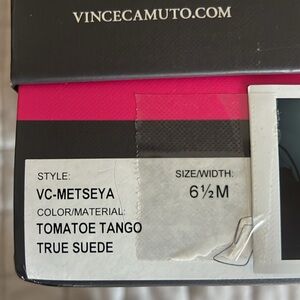 VINCECAMUTO.COM
STYLE:
VC-METSEYA
COLOR/MATERIAL:
TOMATOE TANGO
TRUE SUEDE
SIZE/WIDTH:
6½M